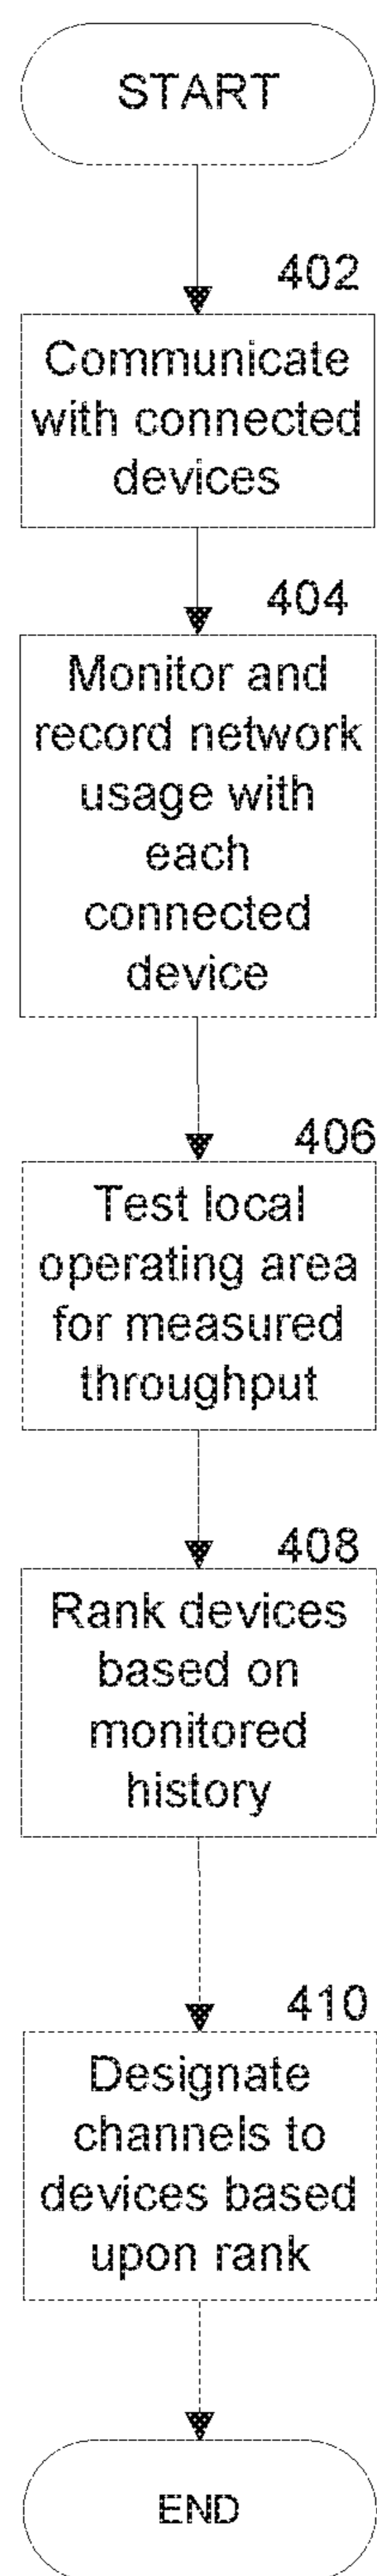 START
402
Communicate
with connected
devices
404
Monitor and
record network
usage with
each
connected
device
406
Test local
operating area
for measured
throughput
408
Rank devices
based on
monitored
history
410
Designate
channels to
devices based
upon rank
END